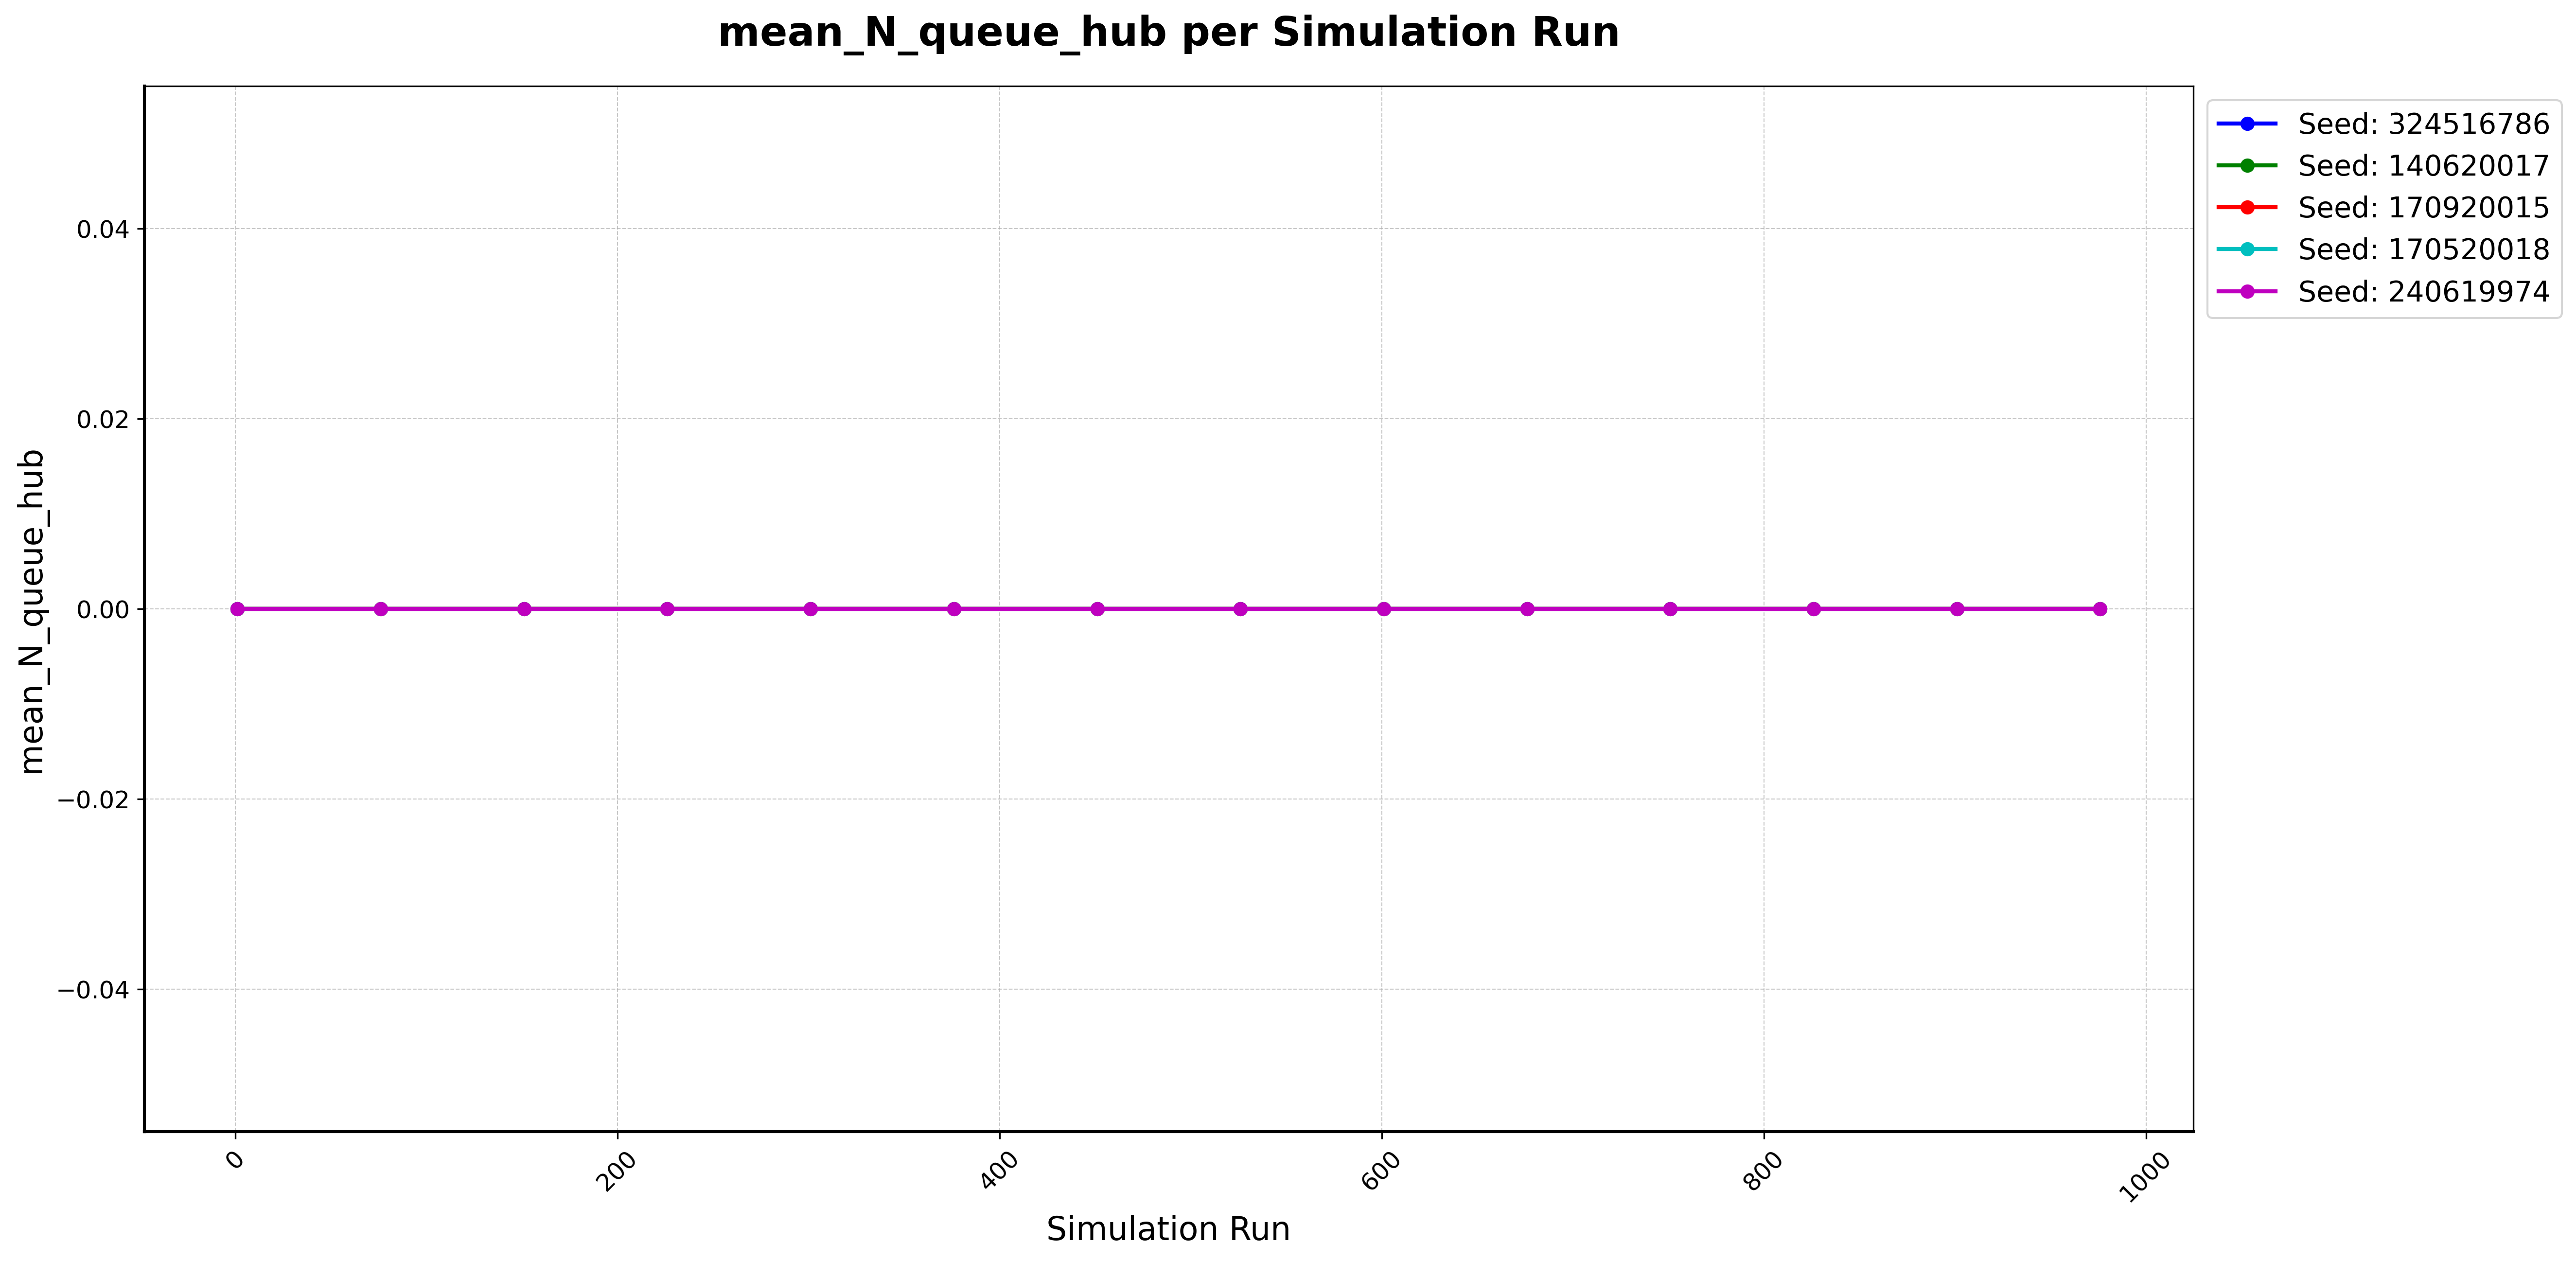 mean_N_queue_hub per Simulation Run
Seed: 324516786
Seed: 140620017
Seed: 170920015
Seed: 170520018
Seed: 240619974
mean_N_queue_hub
0.04
0.02
0.00
−0.02
−0.04
0
200
400
600
800
1000
Simulation Run